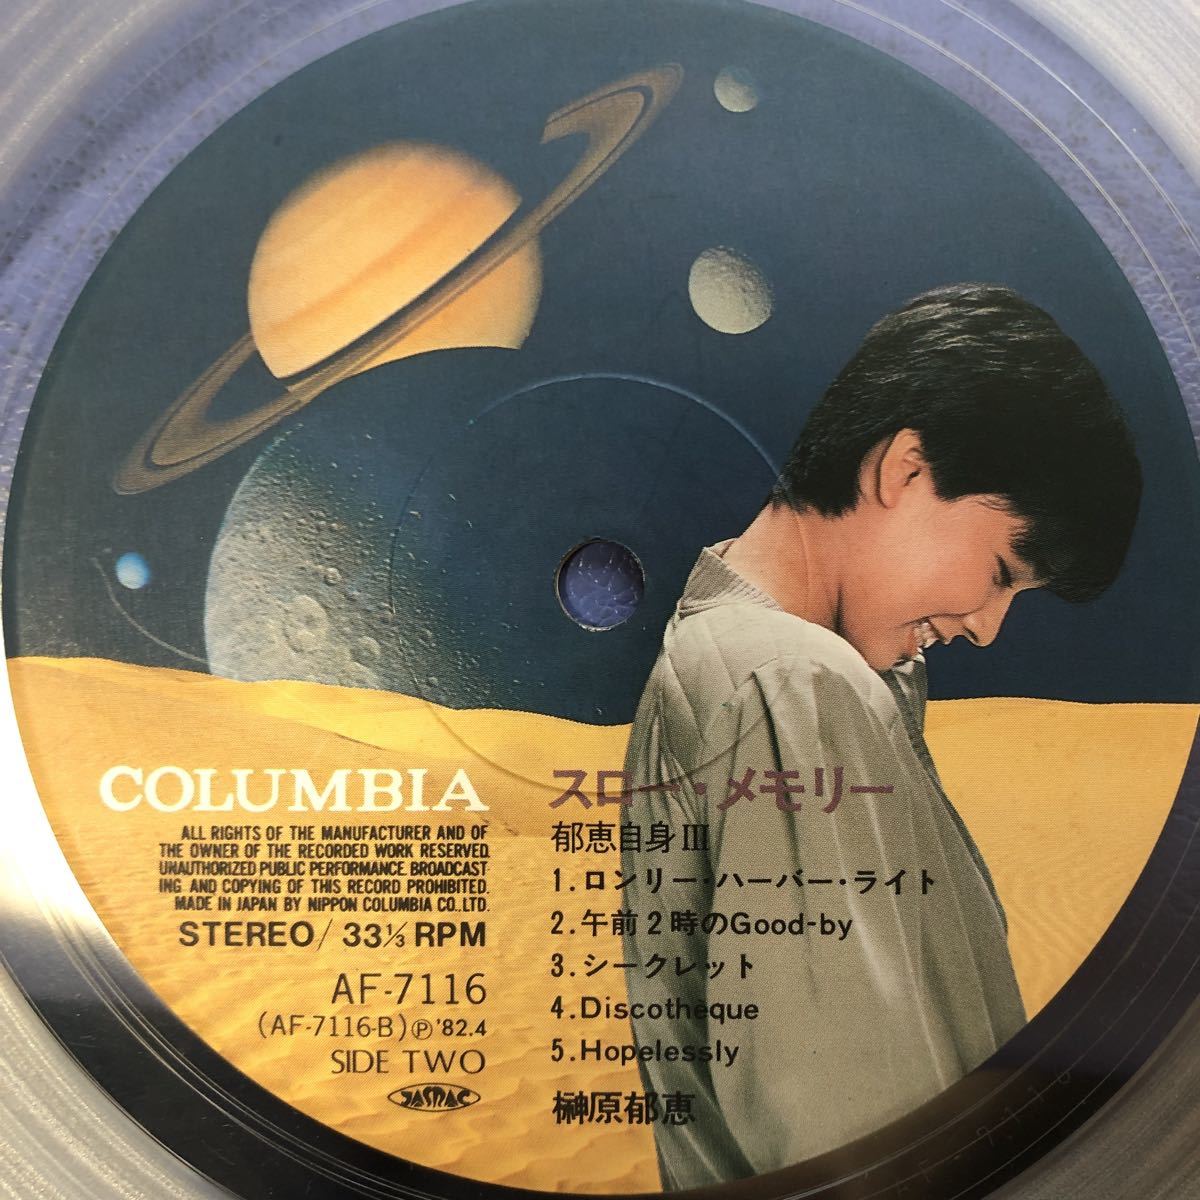 COLUMBIA
ALL RIGHTS OF THE MANUFACTURER AND OF
THE OWNER OF THE RECORDED WORK RESERVED.
UNAUTHORIZED PUBLIC PERFORMANCE. BROADCAST
ING AND COPYING OF THIS RECORD PROHIBITED.
MADE IN JAPAN BY NIPPON COLUMBIA CO., LTD.
STEREO/33⅓ RPM
AF-7116
(AF-7116-B)Ⓟ'82.4
SIDE TWO
JASRAC
スロー・メモリー
郁恵自身III
1.ロンリー・ハーバー・ライト
2.午前2時のGood-by
3.シークレット
4.Discothèque
5.Hopelessly
榊原郁恵